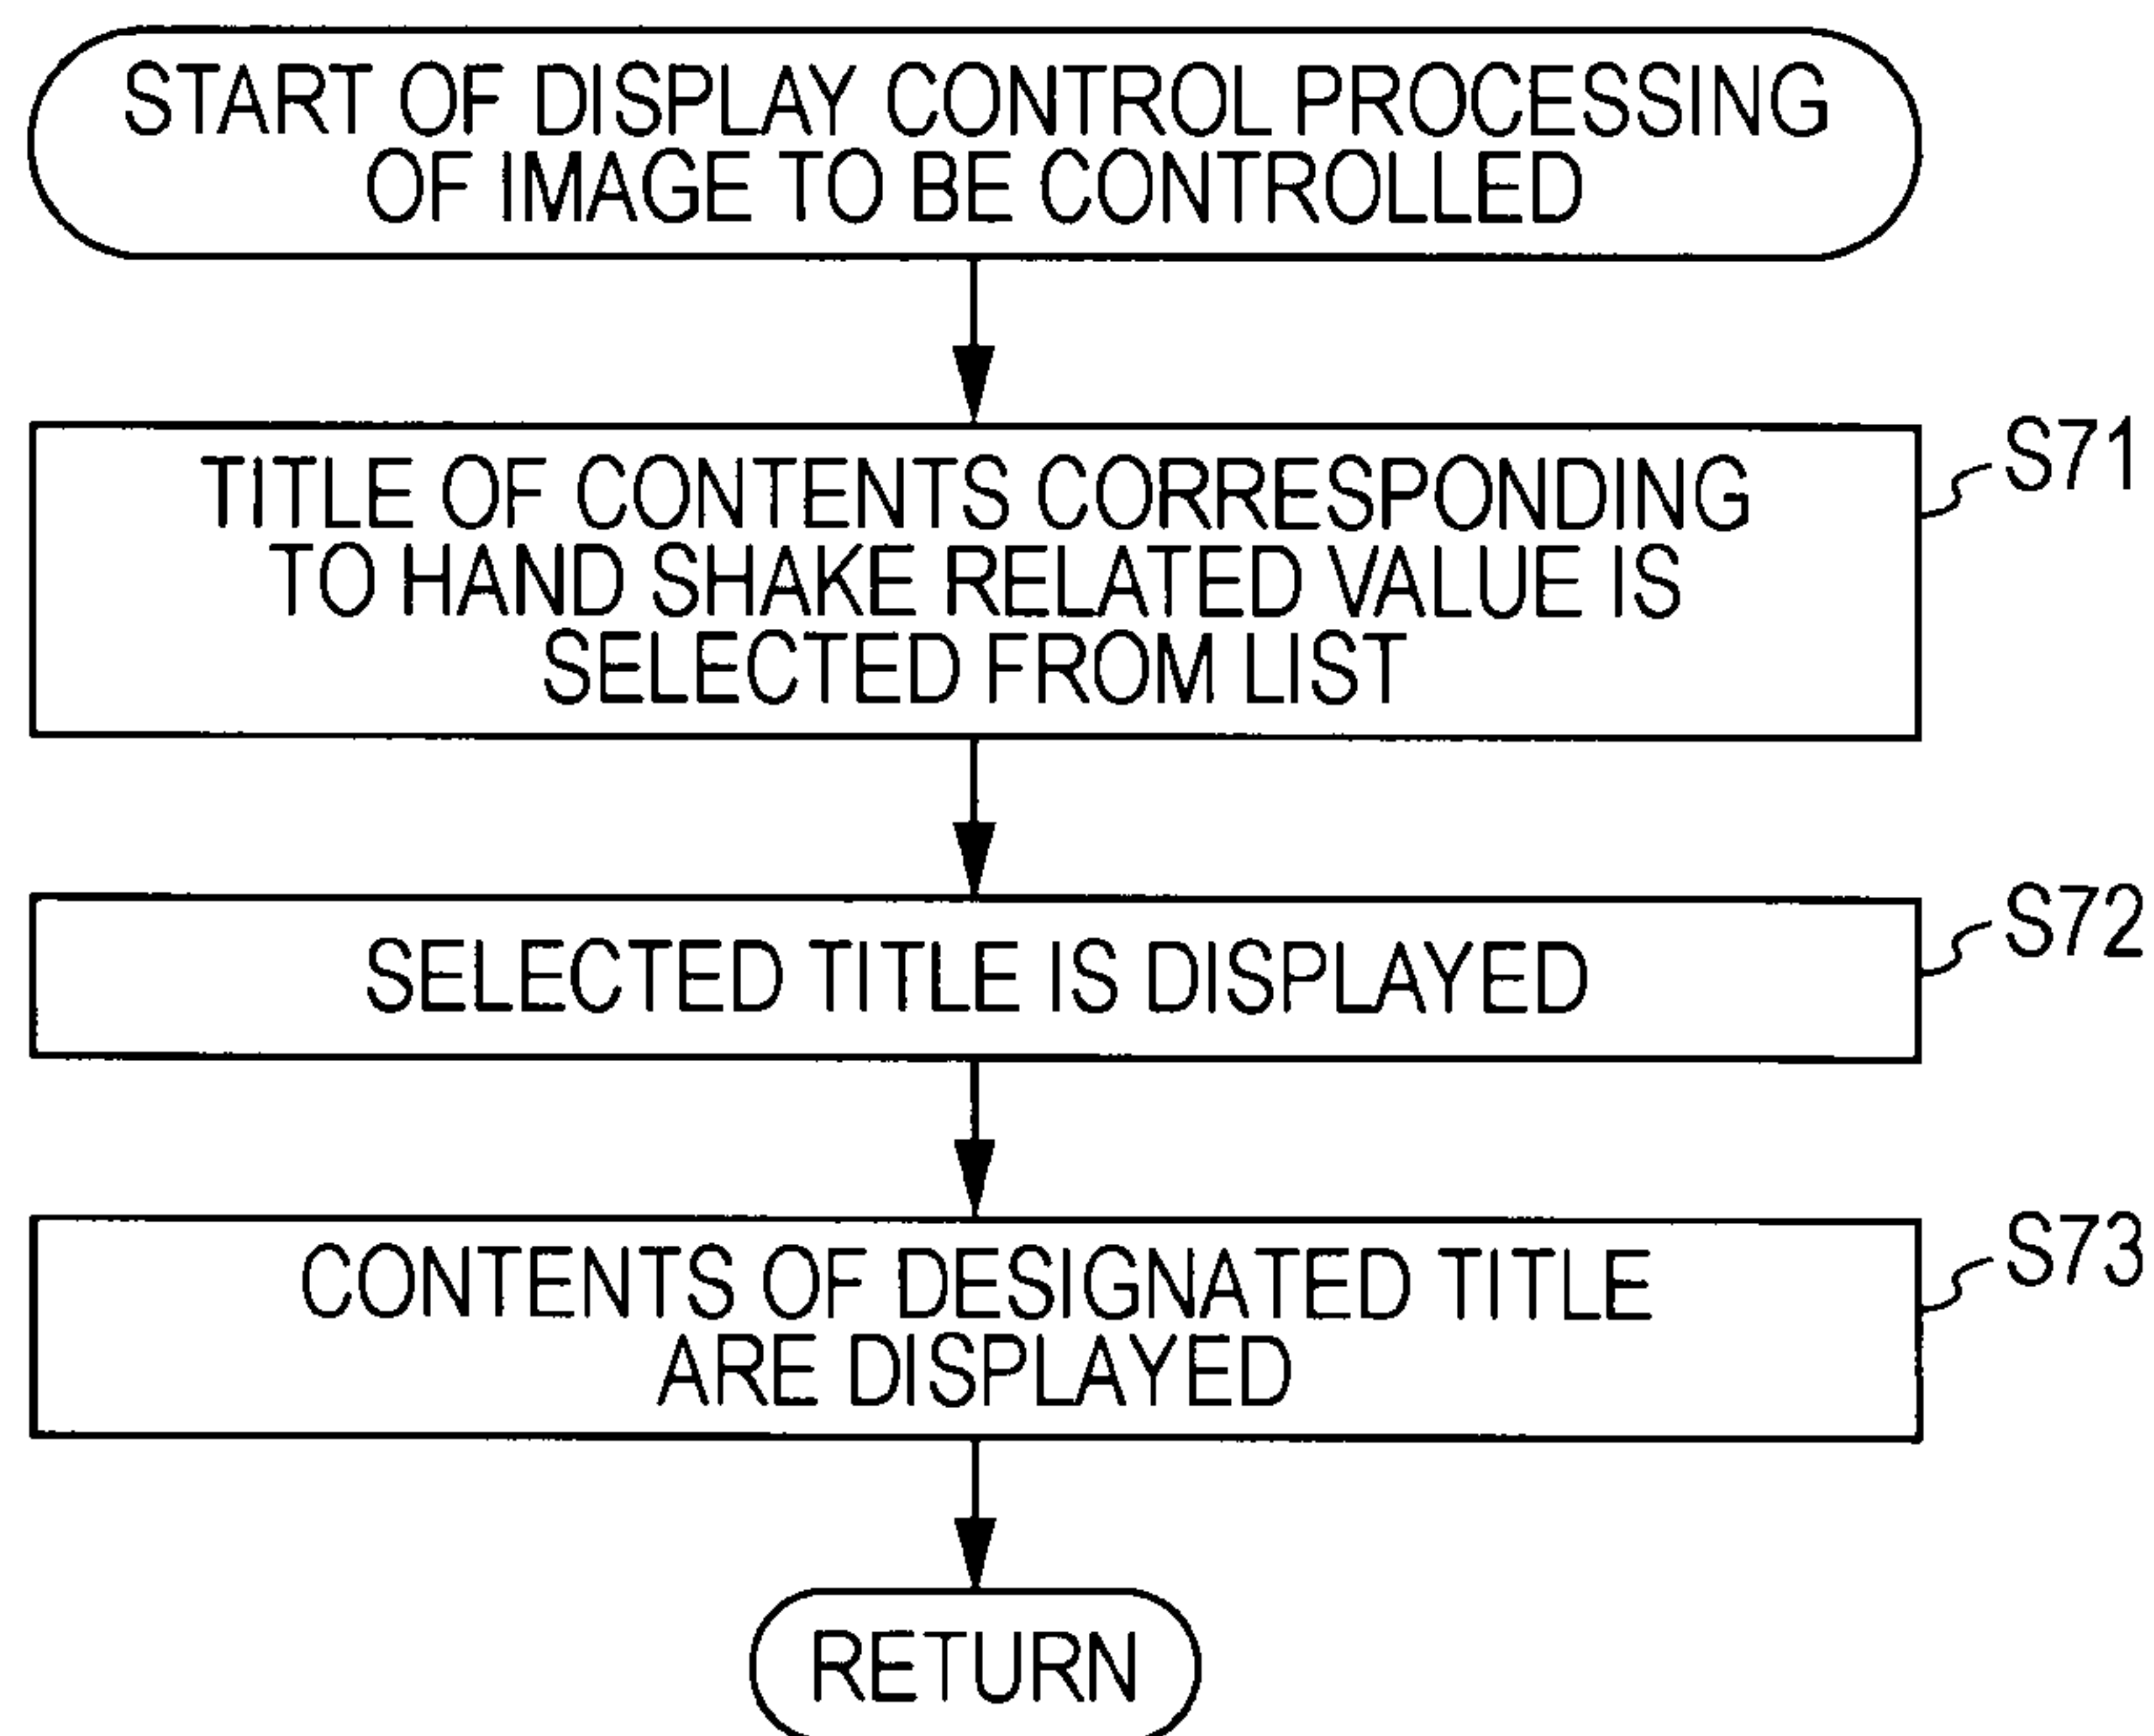 START OF DISPLAY CONTROL PROCESSING
OF IMAGE TO BE CONTROLLED
TITLE OF CONTENTS CORRESPONDING
TO HAND SHAKE RELATED VALUE IS
SELECTED FROM LIST
S71
SELECTED TITLE IS DISPLAYED
S72
CONTENTS OF DESIGNATED TITLE
ARE DISPLAYED
S73
RETURN